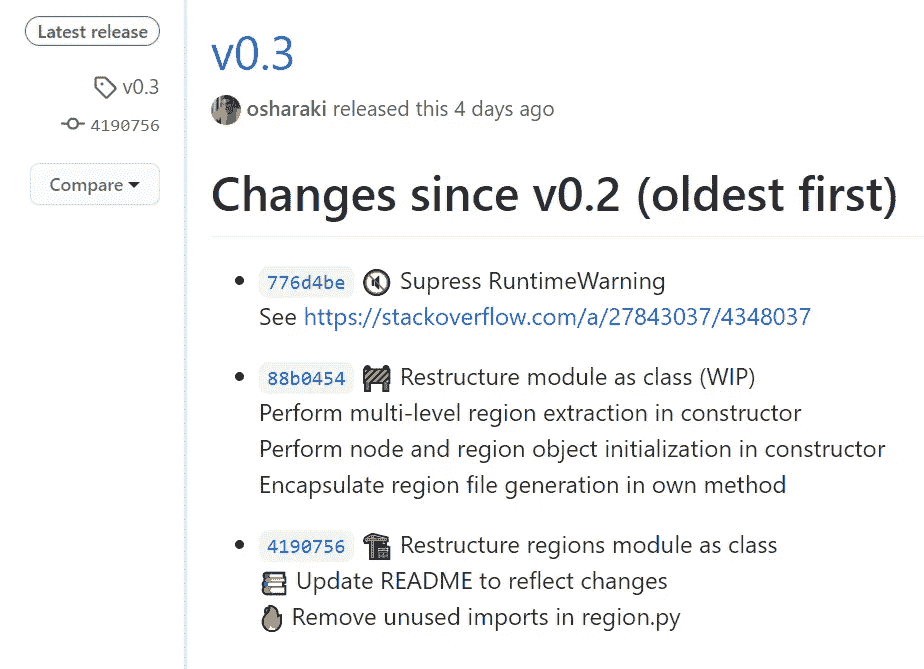 Latest release
v0.3
4190756
Compare
v0.3
osharaki released this 4 days ago
Changes since v0.2 (oldest first)
776d4be Supress RuntimeWarning
See https://stackoverflow.com/a/27843037/4348037
88b0454 Restructure module as class (WIP)
Perform multi-level region extraction in constructor
Perform node and region object initialization in constructor
Encapsulate region file generation in own method
4190756 Restructure regions module as class
Update README to reflect changes
Remove unused imports in region.py